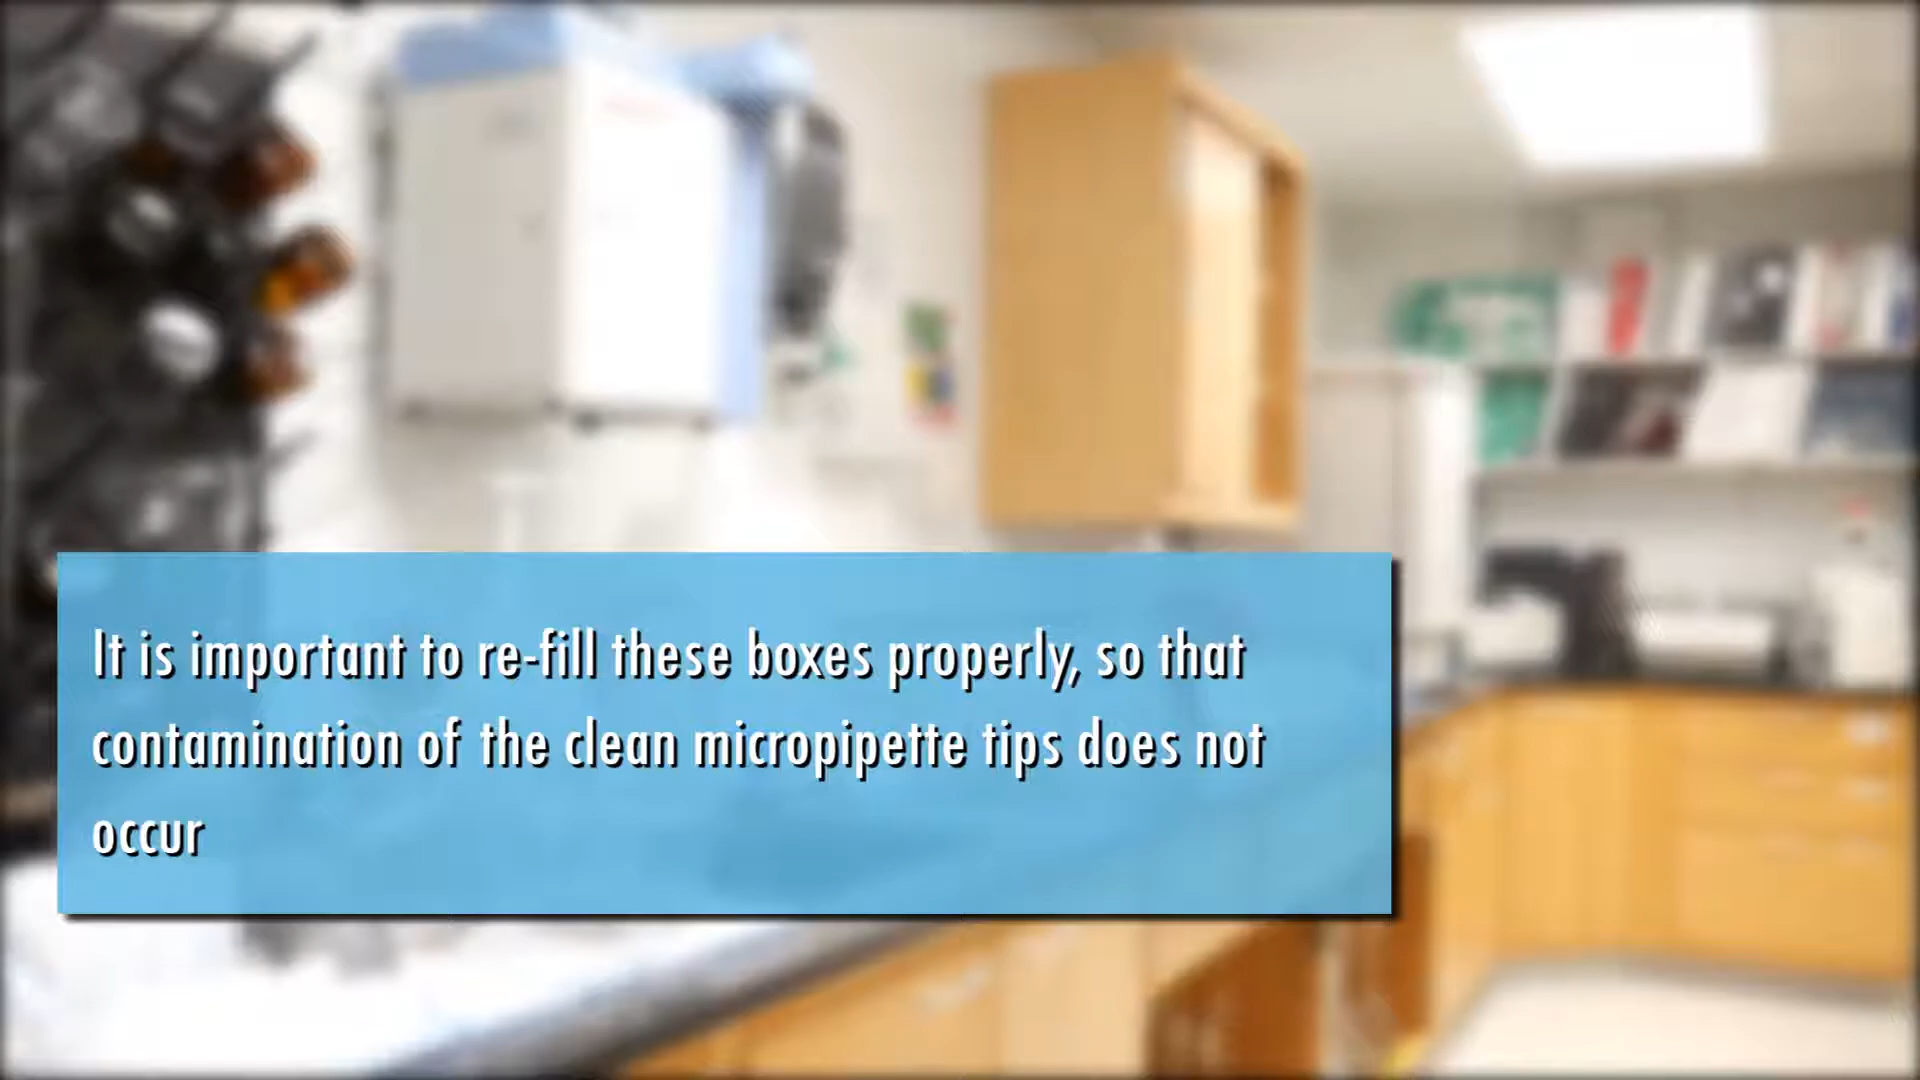 It is important to re-fill these boxes properly, so that
contamination of the clean micropipette tips does not
occur